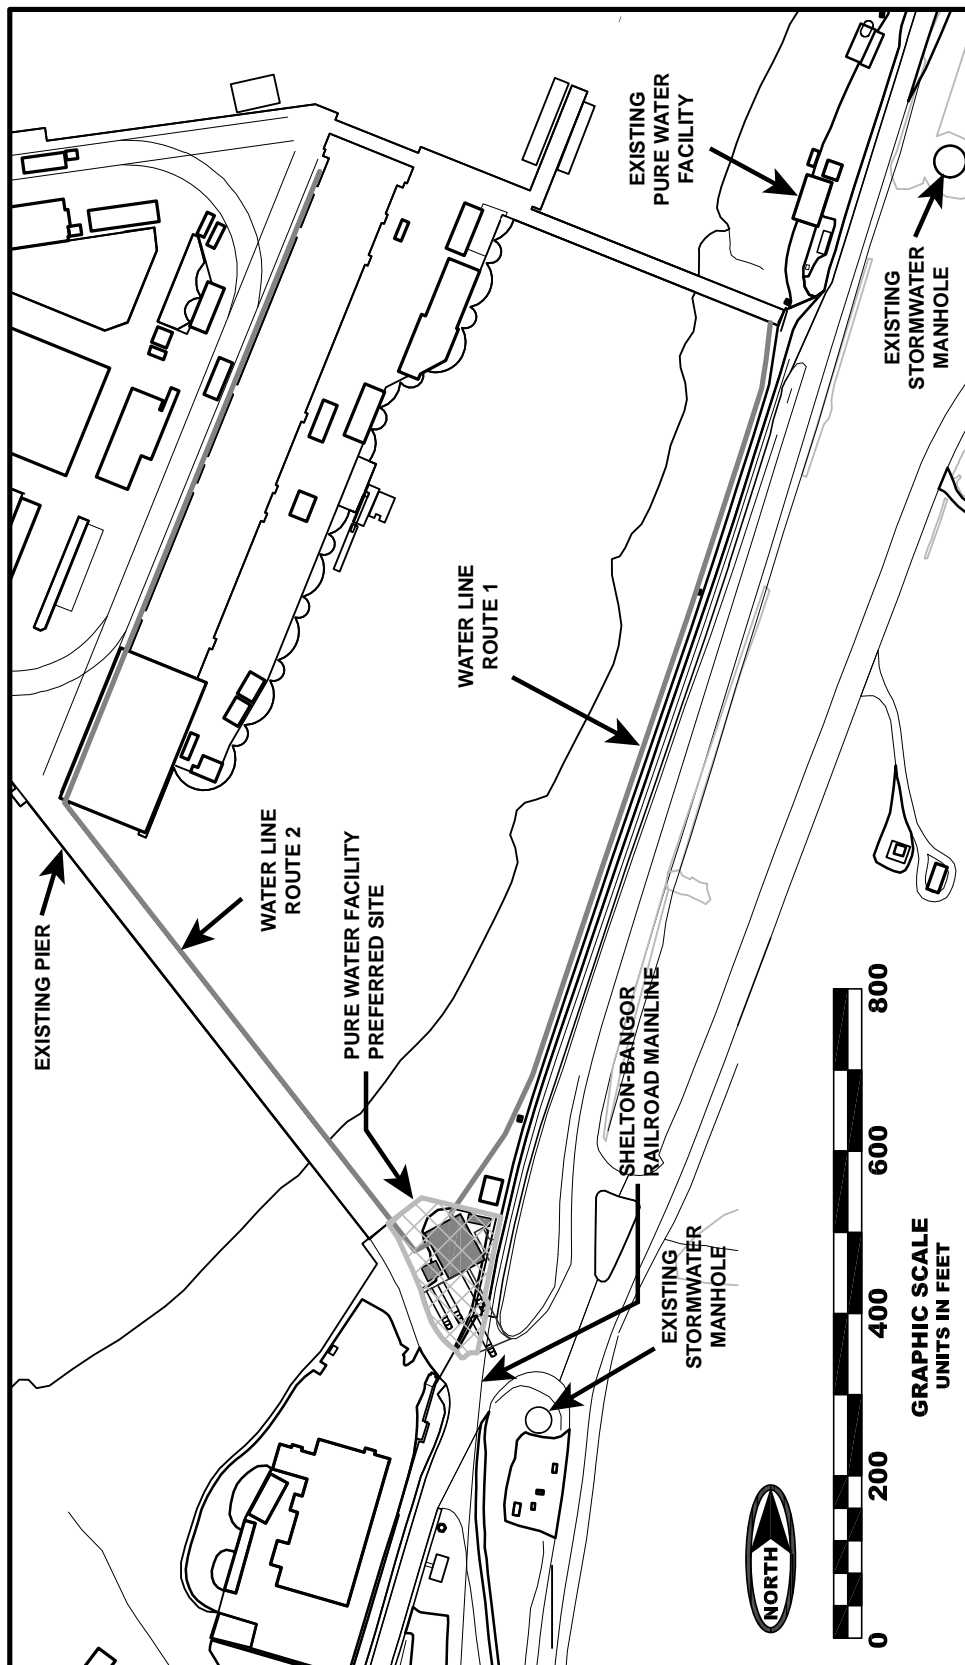 EXISTING
PURE WATER
FACILITY
EXISTING
STORMWATER
MANHOLE
WATER LINE
ROUTE 1
WATER LINE
ROUTE 2
EXISTING PIER
PURE WATER FACILITY
PREFERRED SITE
SHELTON-BANGOR
RAILROAD MAINLINE
EXISTING
STORMWATER
MANHOLE
NORTH
0
200
400
600
800
GRAPHIC SCALE
UNITS IN FEET